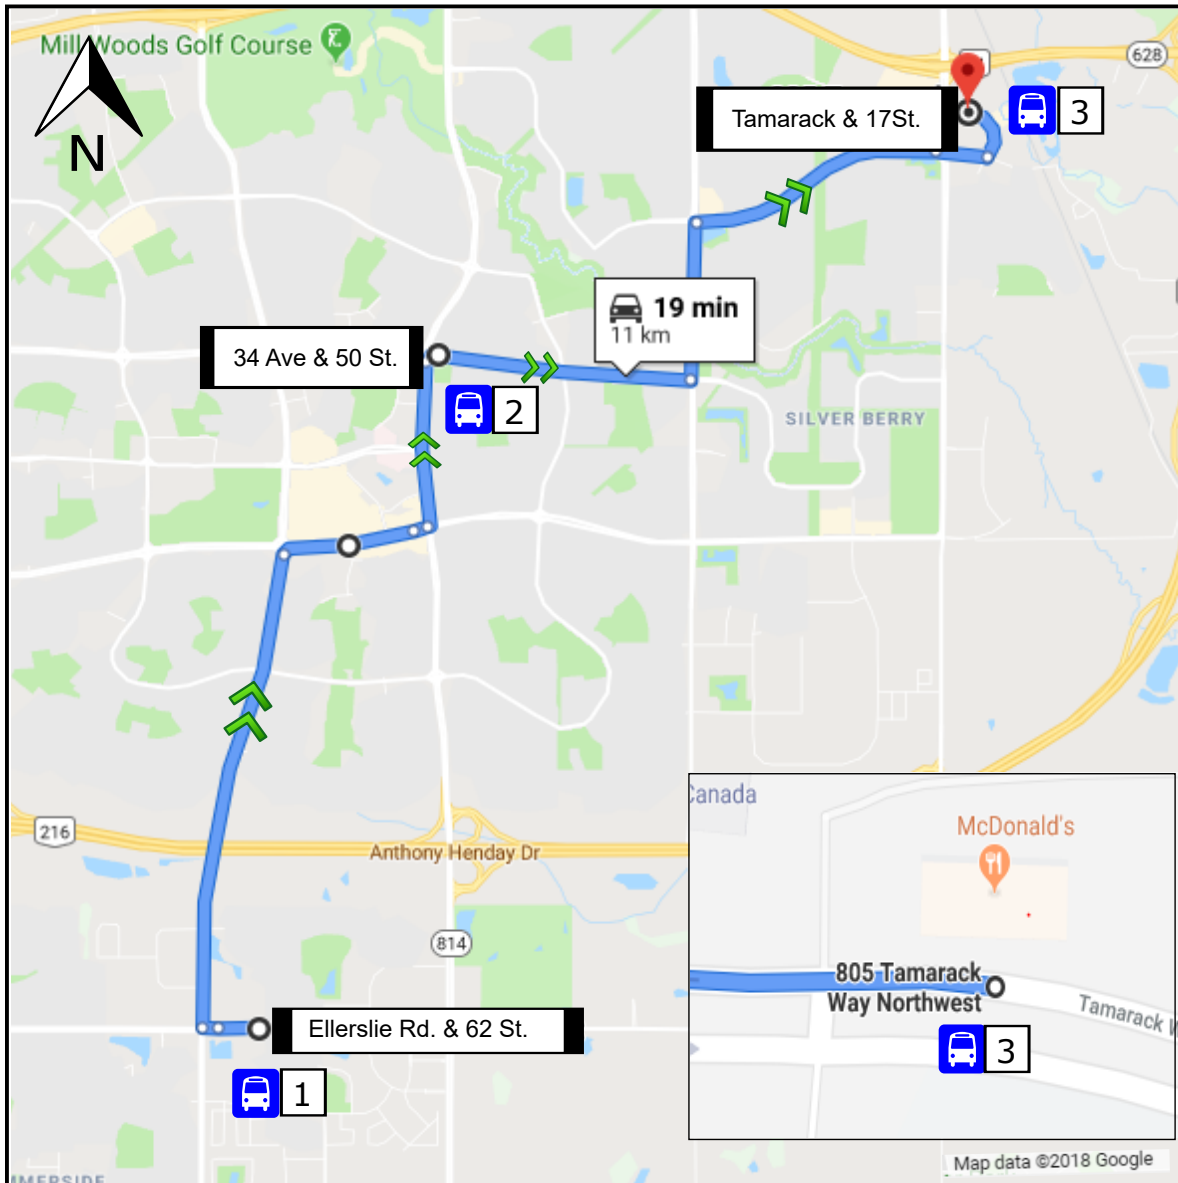 Mill Woods Golf Course
N
628
Tamarack & 17St.
3
19 min
11 km
34 Ave & 50 St.
2
SILVER BERRY
216
Anthony Henday Dr
814
Ellerslie Rd. & 62 St.
1
Canada
McDonald's
805 Tamarack
Way Northwest
Tamarack W
3
Map data ©2018 Google
MMERSIDE